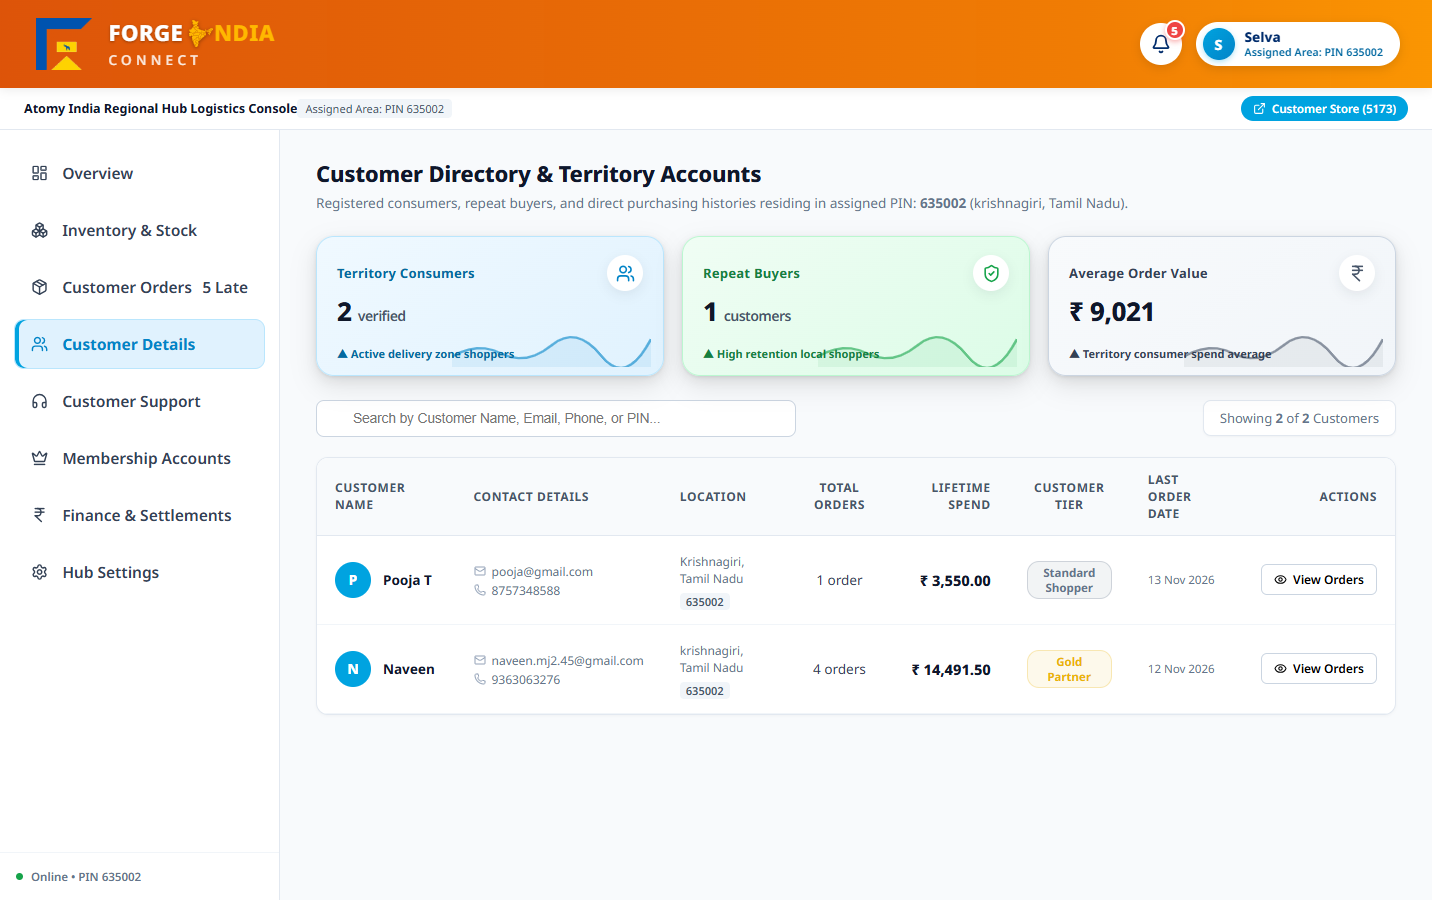 FORGE INDIA
CONNECT
5
S
Selva
Assigned Area: PIN 635002
Atomy India Regional Hub Logistics Console
Assigned Area: PIN 635002
Customer Store (5173)
Overview
Inventory & Stock
Customer Orders 5 Late
Customer Details
Customer Support
Membership Accounts
Finance & Settlements
Hub Settings
Online • PIN 635002
Customer Directory & Territory Accounts
Registered consumers, repeat buyers, and direct purchasing histories residing in assigned PIN: 635002 (krishnagiri, Tamil Nadu).
Territory Consumers
2 verified
▲ Active delivery zone shoppers
Repeat Buyers
1 customers
▲ High retention local shoppers
Average Order Value
₹ 9,021
▲ Territory consumer spend average
Search by Customer Name, Email, Phone, or PIN...
Showing 2 of 2 Customers
CUSTOMER NAME
CONTACT DETAILS
LOCATION
TOTAL ORDERS
LIFETIME SPEND
CUSTOMER TIER
LAST ORDER DATE
ACTIONS
P
Pooja T
pooja@gmail.com
8757348588
Krishnagiri,
Tamil Nadu
635002
1 order
₹ 3,550.00
Standard
Shopper
13 Nov 2026
View Orders
N
Naveen
naveen.mj2.45@gmail.com
9363063276
krishnagiri,
Tamil Nadu
635002
4 orders
₹ 14,491.50
Gold
Partner
12 Nov 2026
View Orders